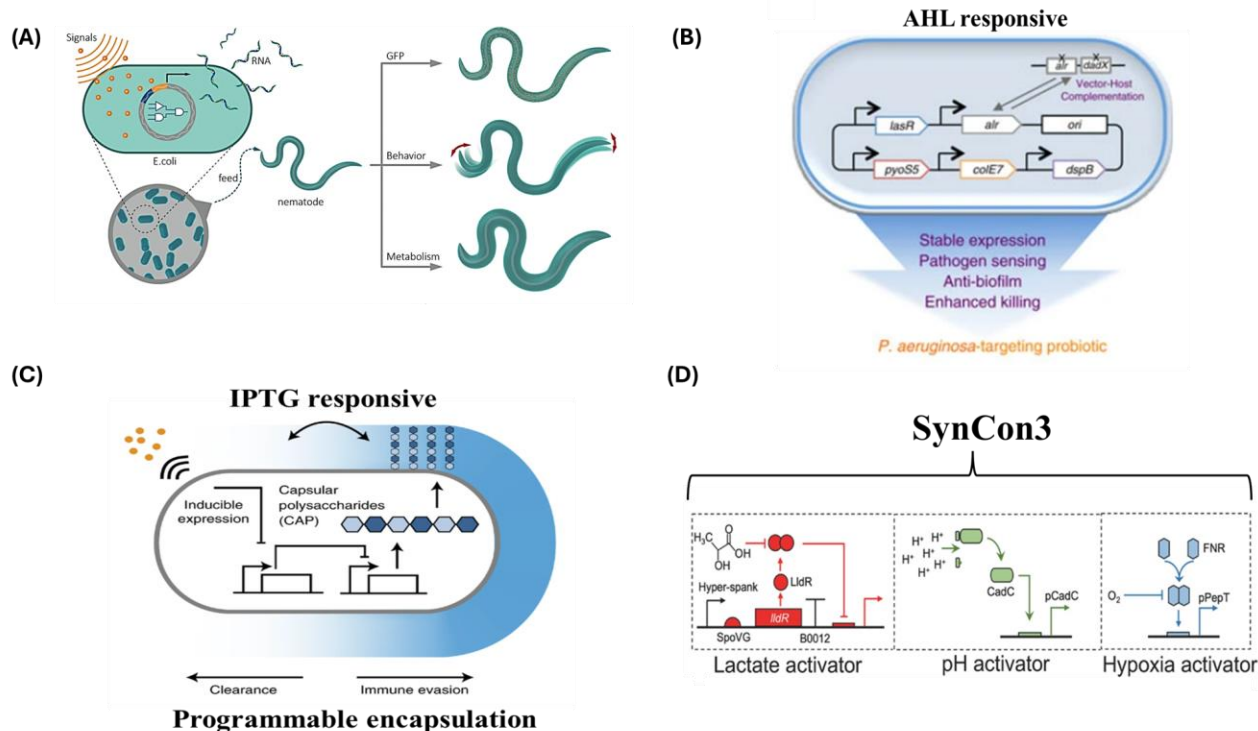 (A)
Signals
RNA
E.coli
feed
nematode
GFP
Behavior
Metabolism
(B)
AHL responsive
alr
dadX
Vector-Host
Complementation
lasR
alr
ori
pyoS5
colE7
dspB
Stable expression
Pathogen sensing
Anti-biofilm
Enhanced killing
P. aeruginosa-targeting probiotic
(C)
IPTG responsive
Inducible
expression
Capsular
polysaccharides
(CAP)
Clearance
Immune evasion
Programmable encapsulation
(D)
SynCon3
H₃C
O
OH
OH
LldR
Hyper-spank
lldR
SpoVG
B0012
Lactate activator
H⁺
H⁺
H⁺
H⁺
H⁺
CadC
pCadC
pH activator
FNR
O₂
pPepT
Hypoxia activator